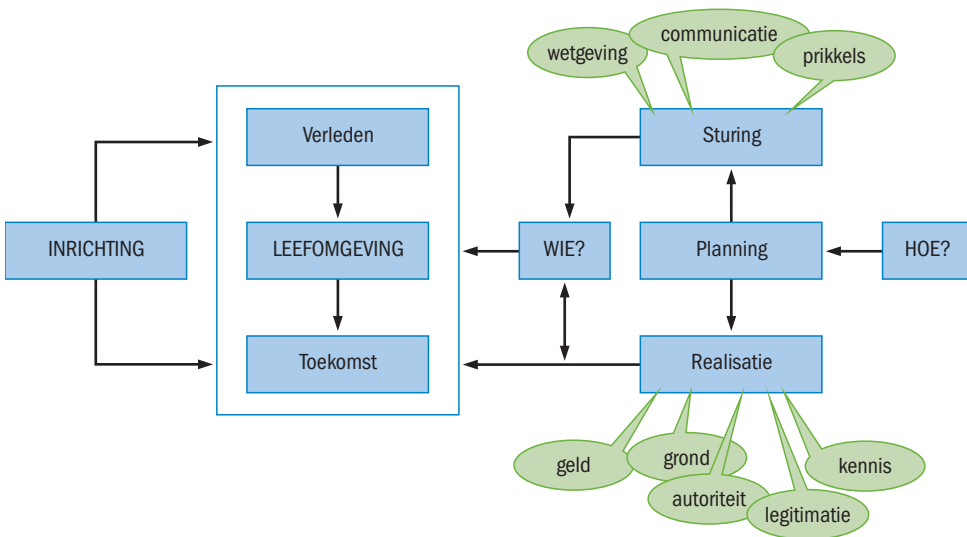 communicatie
wetgeving
prikkels
Verleden
Sturing
INRICHTING
LEEFOMGEVING
WIE?
Planning
HOE?
Toekomst
Realisatie
geld
grond
kennis
autoriteit
legitimatie